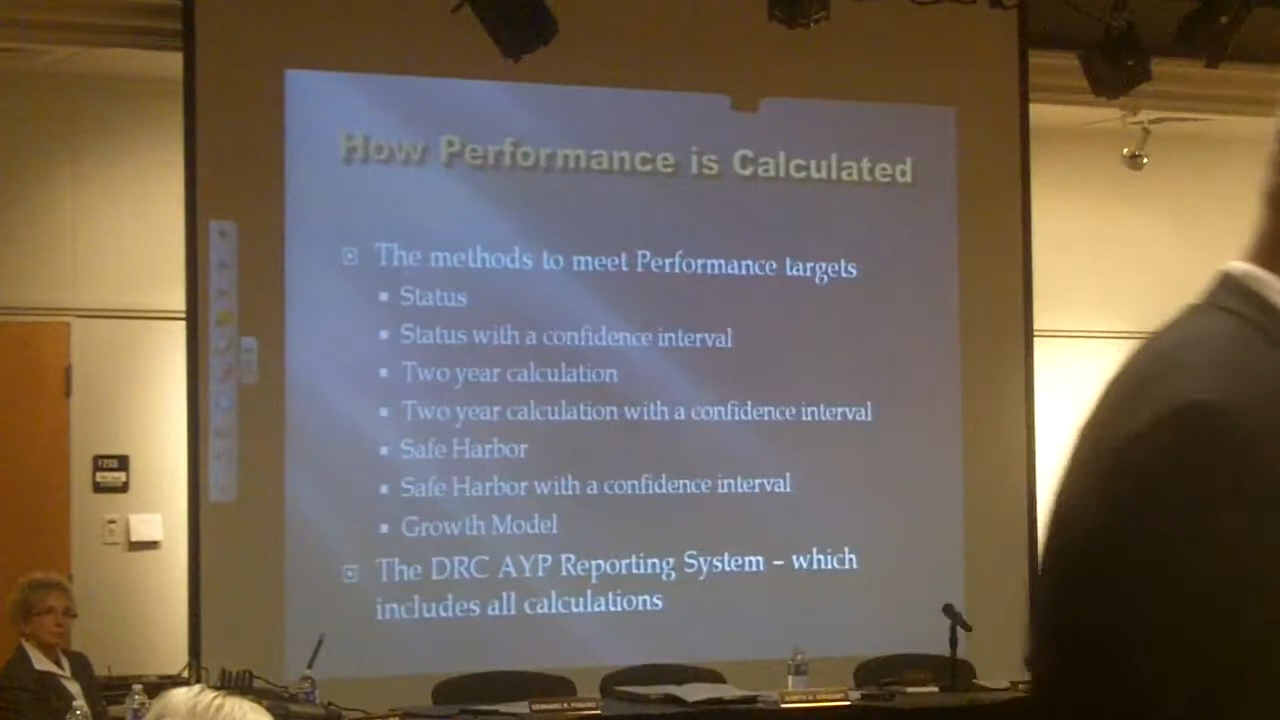 How Performance is Calculated
The methods to meet Performance targets
Status
Status with a confidence interval
Two year calculation
Two year calculation with a confidence interval
Safe Harbor
Safe Harbor with a confidence interval
Growth Model
The DRC AYP Reporting System – which
includes all calculations